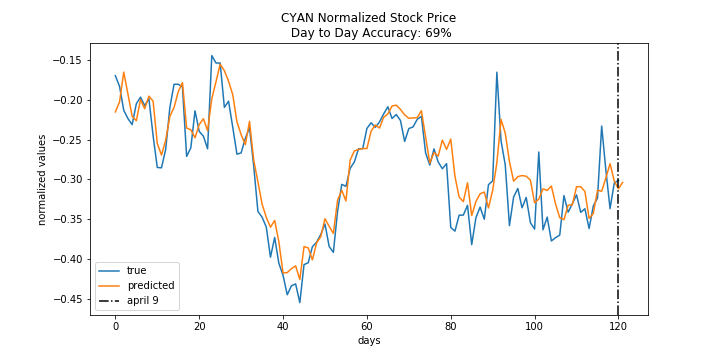 CYAN Normalized Stock Price
Day to Day Accuracy: 69%
normalized values
−0.15
−0.20
−0.25
−0.30
−0.35
−0.40
−0.45
true
predicted
april 9
0
20
40
60
80
100
120
days